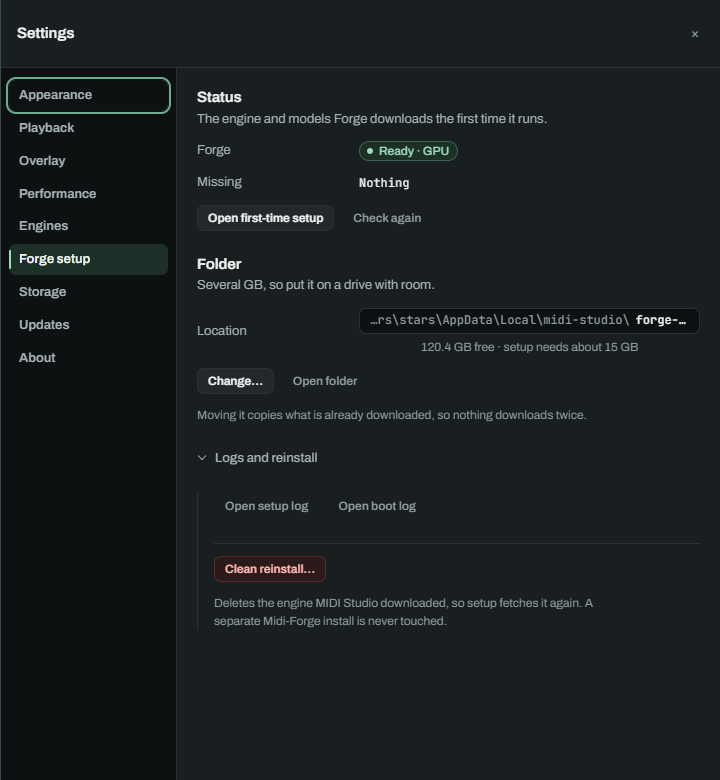 Settings
×
Appearance
Playback
Overlay
Performance
Engines
Forge setup
Storage
Updates
About
Status
The engine and models Forge downloads the first time it runs.
Forge
Ready · GPU
Missing
Nothing
Open first-time setup
Check again
Folder
Several GB, so put it on a drive with room.
Location
…rs\stars\AppData\Local\midi-studio\ forge-…
120.4 GB free · setup needs about 15 GB
Change...
Open folder
Moving it copies what is already downloaded, so nothing downloads twice.
Logs and reinstall
Open setup log
Open boot log
Clean reinstall...
Deletes the engine MIDI Studio downloaded, so setup fetches it again. A
separate Midi-Forge install is never touched.